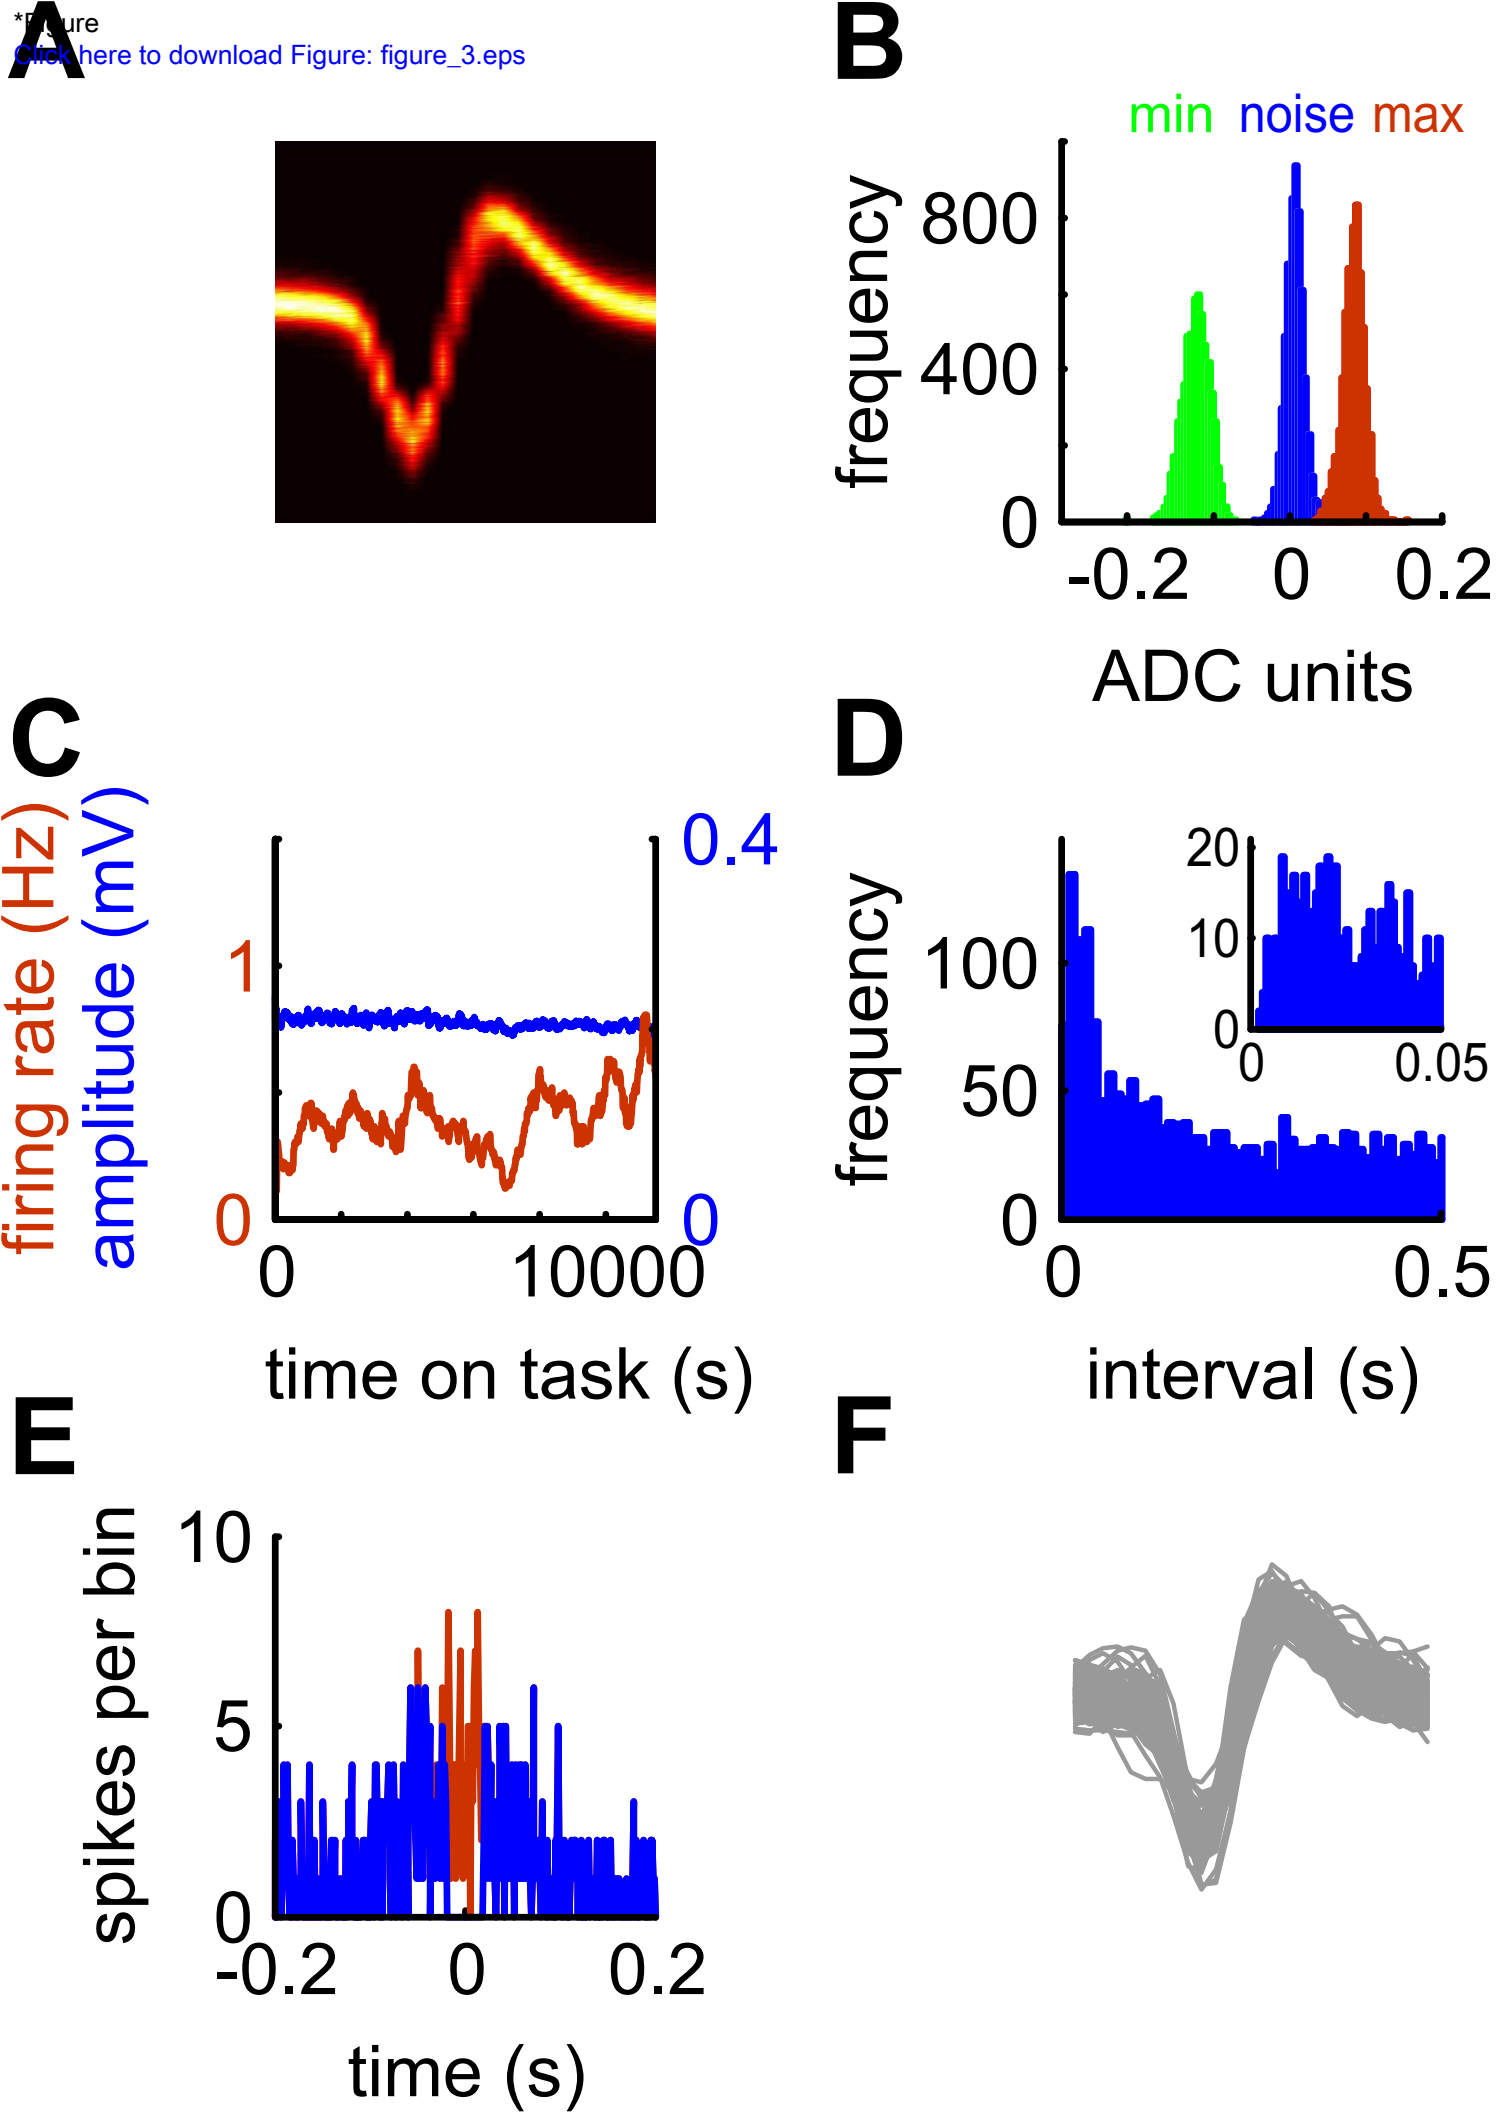 *Figure
Click here to download Figure: figure_3.eps
A
B
min noise max
frequency
800
400
0
-0.2 0 0.2
ADC units
C
firing rate (Hz)
amplitude (mV)
1
0
0.4
0
0 10000
time on task (s)
D
frequency
100
50
0
0 0.5
interval (s)
20
10
0
0 0.05
E
spikes per bin
10
5
0
-0.2 0 0.2
time (s)
F